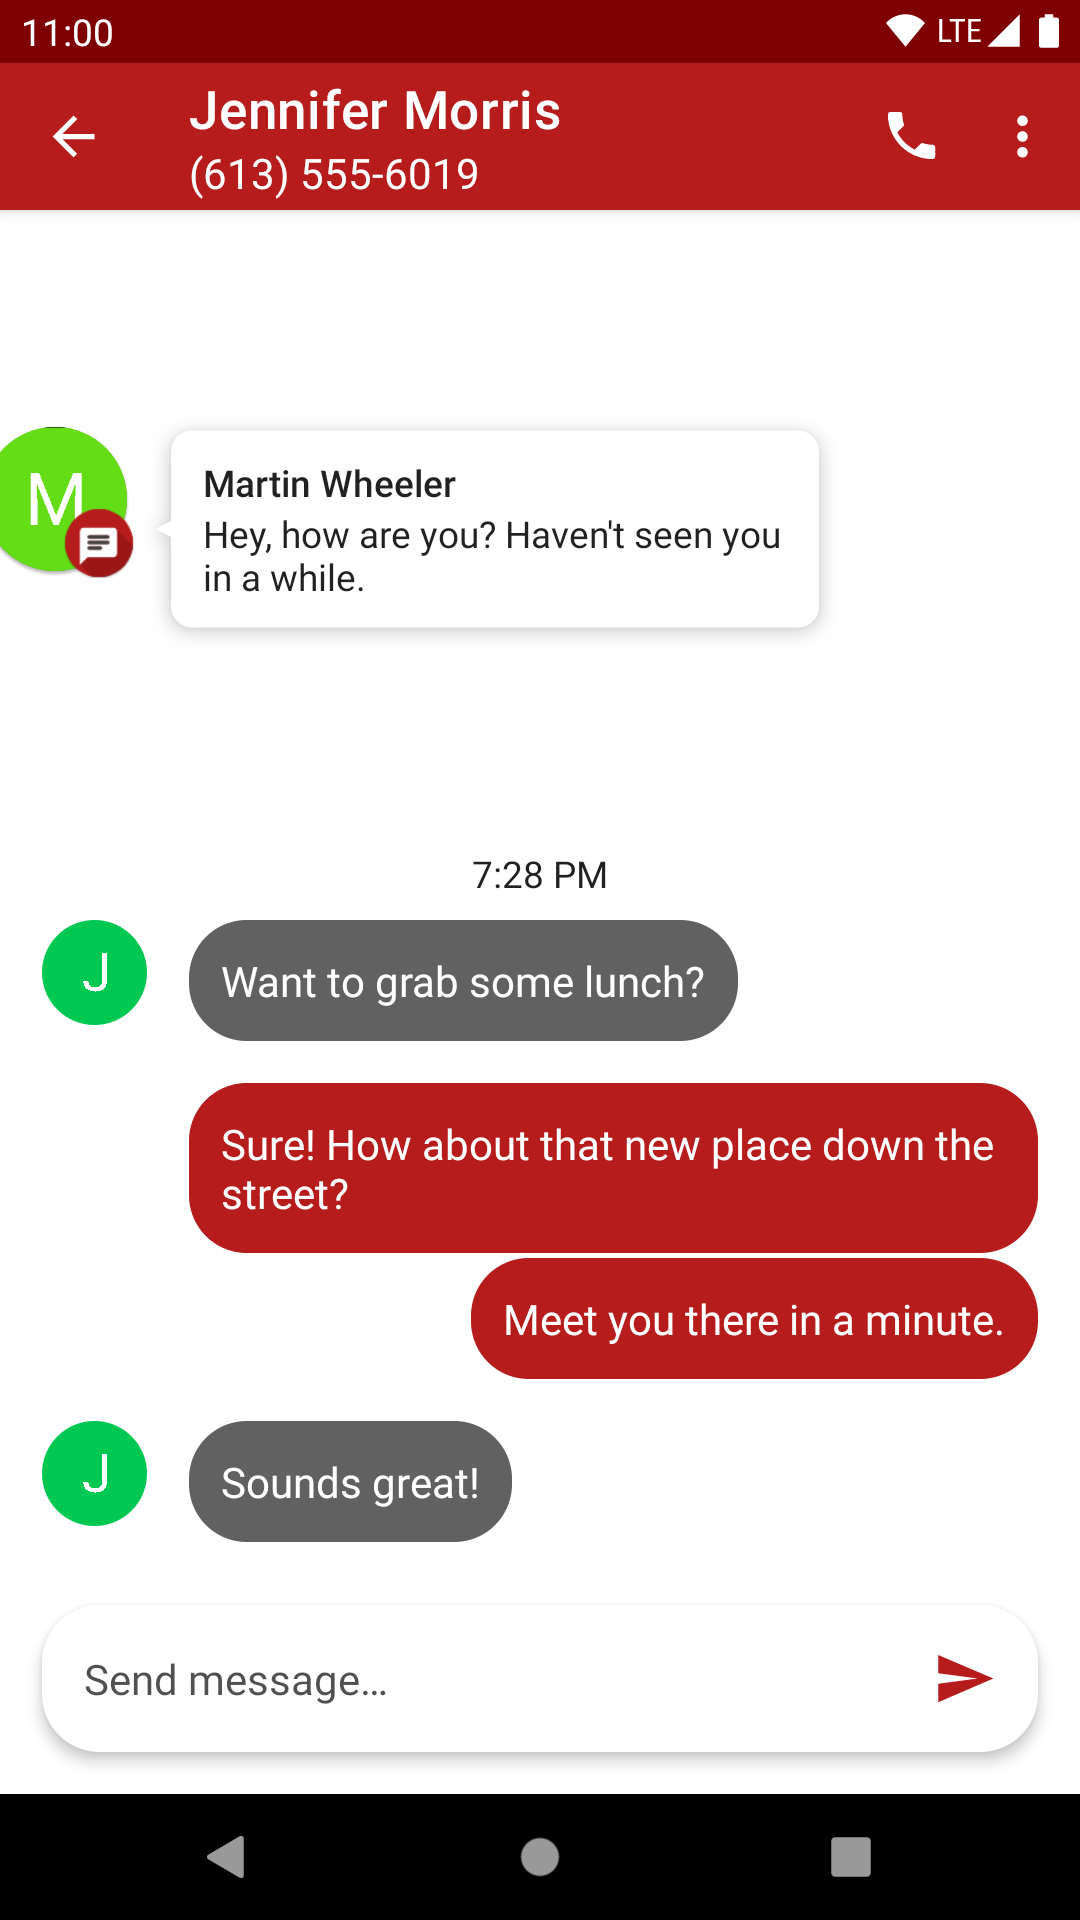 11:00 LTE
Jennifer Morris
(613) 555-6019
M
Martin Wheeler
Hey, how are you? Haven't seen you
in a while.
7:28 PM
J
Want to grab some lunch?
Sure! How about that new place down the
street?
Meet you there in a minute.
J
Sounds great!
Send message...